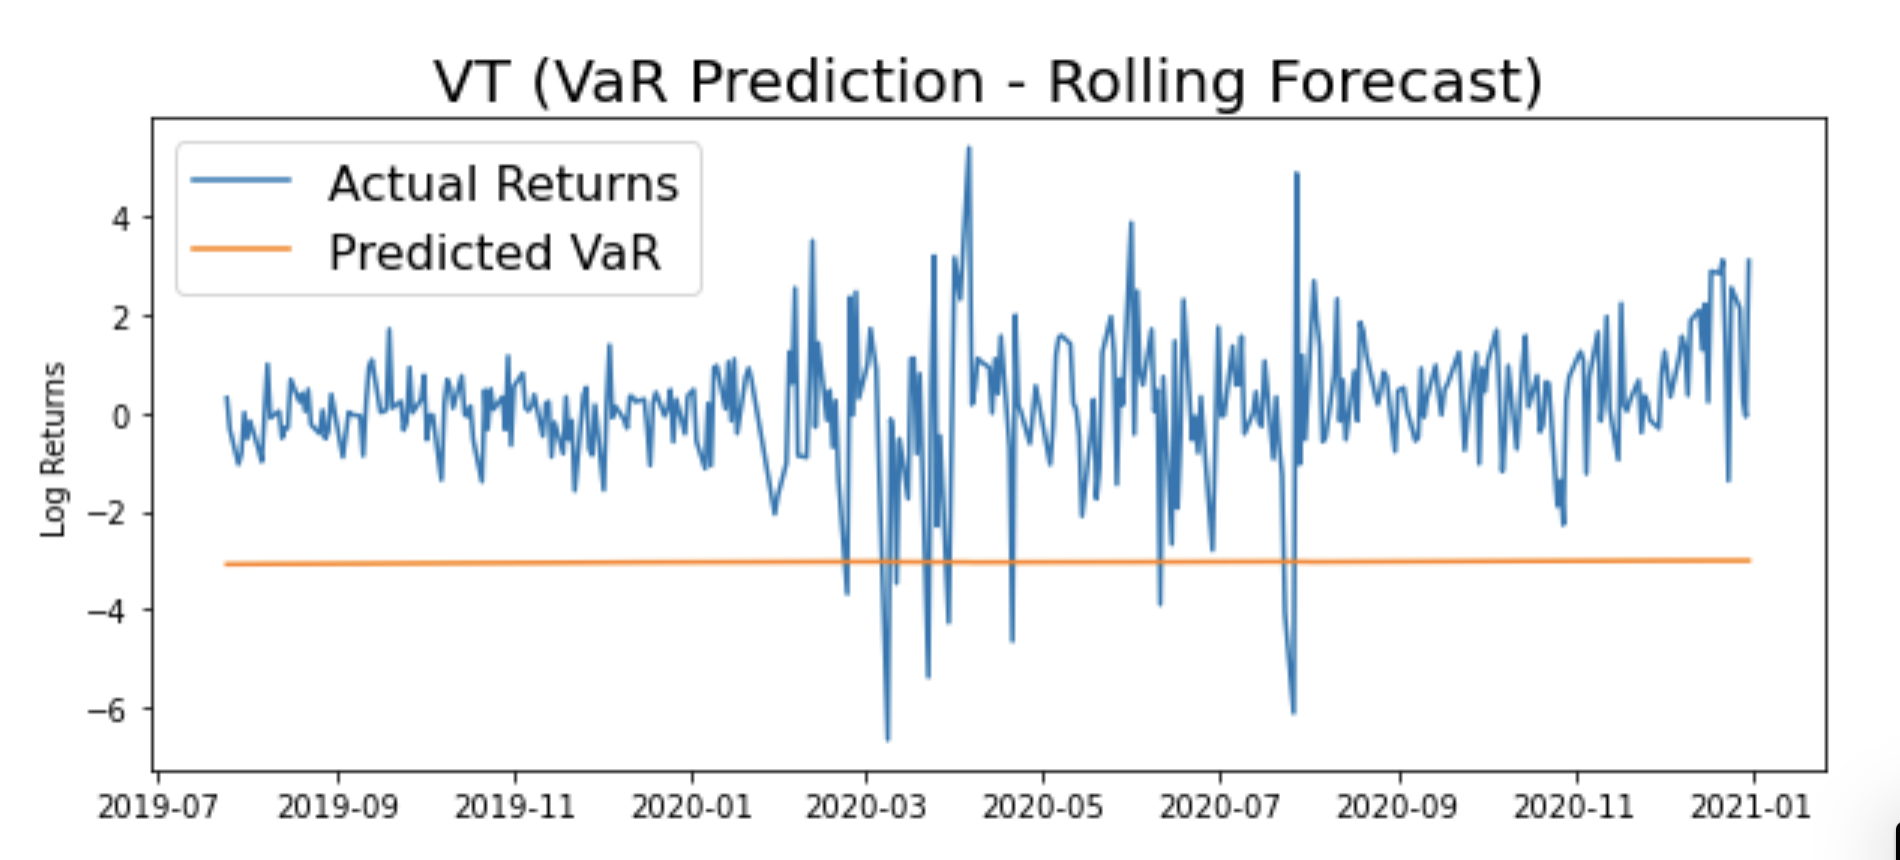 VT (VaR Prediction - Rolling Forecast)
Actual Returns
Predicted VaR
Log Returns
4
2
0
−2
−4
−6
2019-07 2019-09 2019-11 2020-01 2020-03 2020-05 2020-07 2020-09 2020-11 2021-01